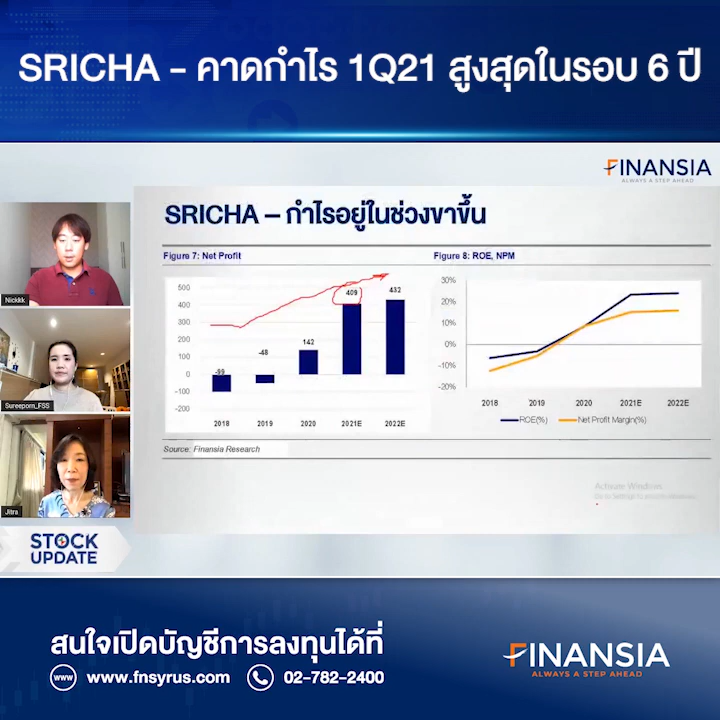 SRICHA - คาดกำไร 1Q21 สูงสุดในรอบ 6 ปี
FINANSIA
ALWAYS A STEP AHEAD
SRICHA – กำไรอยู่ในช่วงขาขึ้น
Figure 7: Net Profit
Figure 8: ROE, NPM
500
400
300
200
100
0
-100
-200
-99
-48
142
409
432
2018
2019
2020
2021E
2022E
30%
20%
10%
0%
-10%
-20%
2018
2019
2020
2021E
2022E
ROE(%)
Net Profit Margin(%)
Source: Finansia Research
Activate Windows
Go to Settings to activate Windows.
Nickkk
Sureeporn_FSS
Jitra
STOCK
UPDATE
สนใจเปิดบัญชีการลงทุนได้ที่
www
www.fnsyrus.com
02-782-2400
FINANSIA
ALWAYS A STEP AHEAD